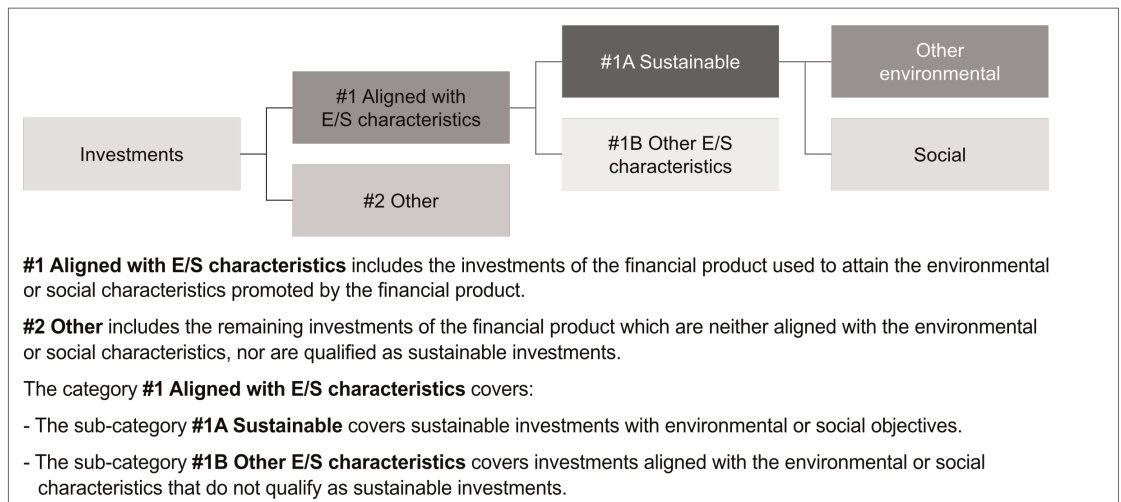 #1A Sustainable
Other
environmental
#1 Aligned with
E/S characteristics
Investments
#1B Other E/S
characteristics
Social
#2 Other
#1 Aligned with E/S characteristics includes the investments of the financial product used to attain the environmental
or social characteristics promoted by the financial product.
#2 Other includes the remaining investments of the financial product which are neither aligned with the environmental
or social characteristics, nor are qualified as sustainable investments.
The category #1 Aligned with E/S characteristics covers:
- The sub-category #1A Sustainable covers sustainable investments with environmental or social objectives.
- The sub-category #1B Other E/S characteristics covers investments aligned with the environmental or social
characteristics that do not qualify as sustainable investments.